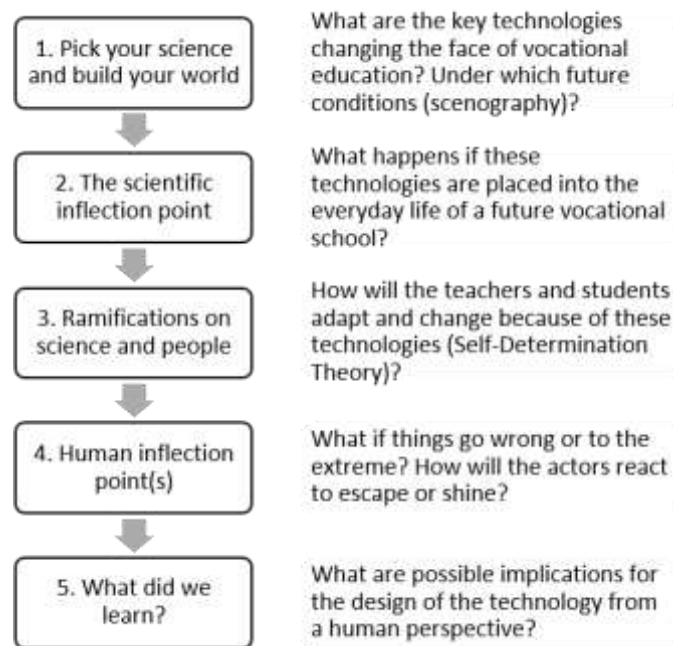 1. Pick your science
and build your world
What are the key technologies
changing the face of vocational
education? Under which future
conditions (scenography)?
2. The scientific
inflection point
What happens if these
technologies are placed into the
everyday life of a future vocational
school?
3. Ramifications on
science and people
How will the teachers and students
adapt and change because of these
technologies (Self-Determination
Theory)?
4. Human inflection
point(s)
What if things go wrong or to the
extreme? How will the actors react
to escape or shine?
5. What did we
learn?
What are possible implications for
the design of the technology from
a human perspective?